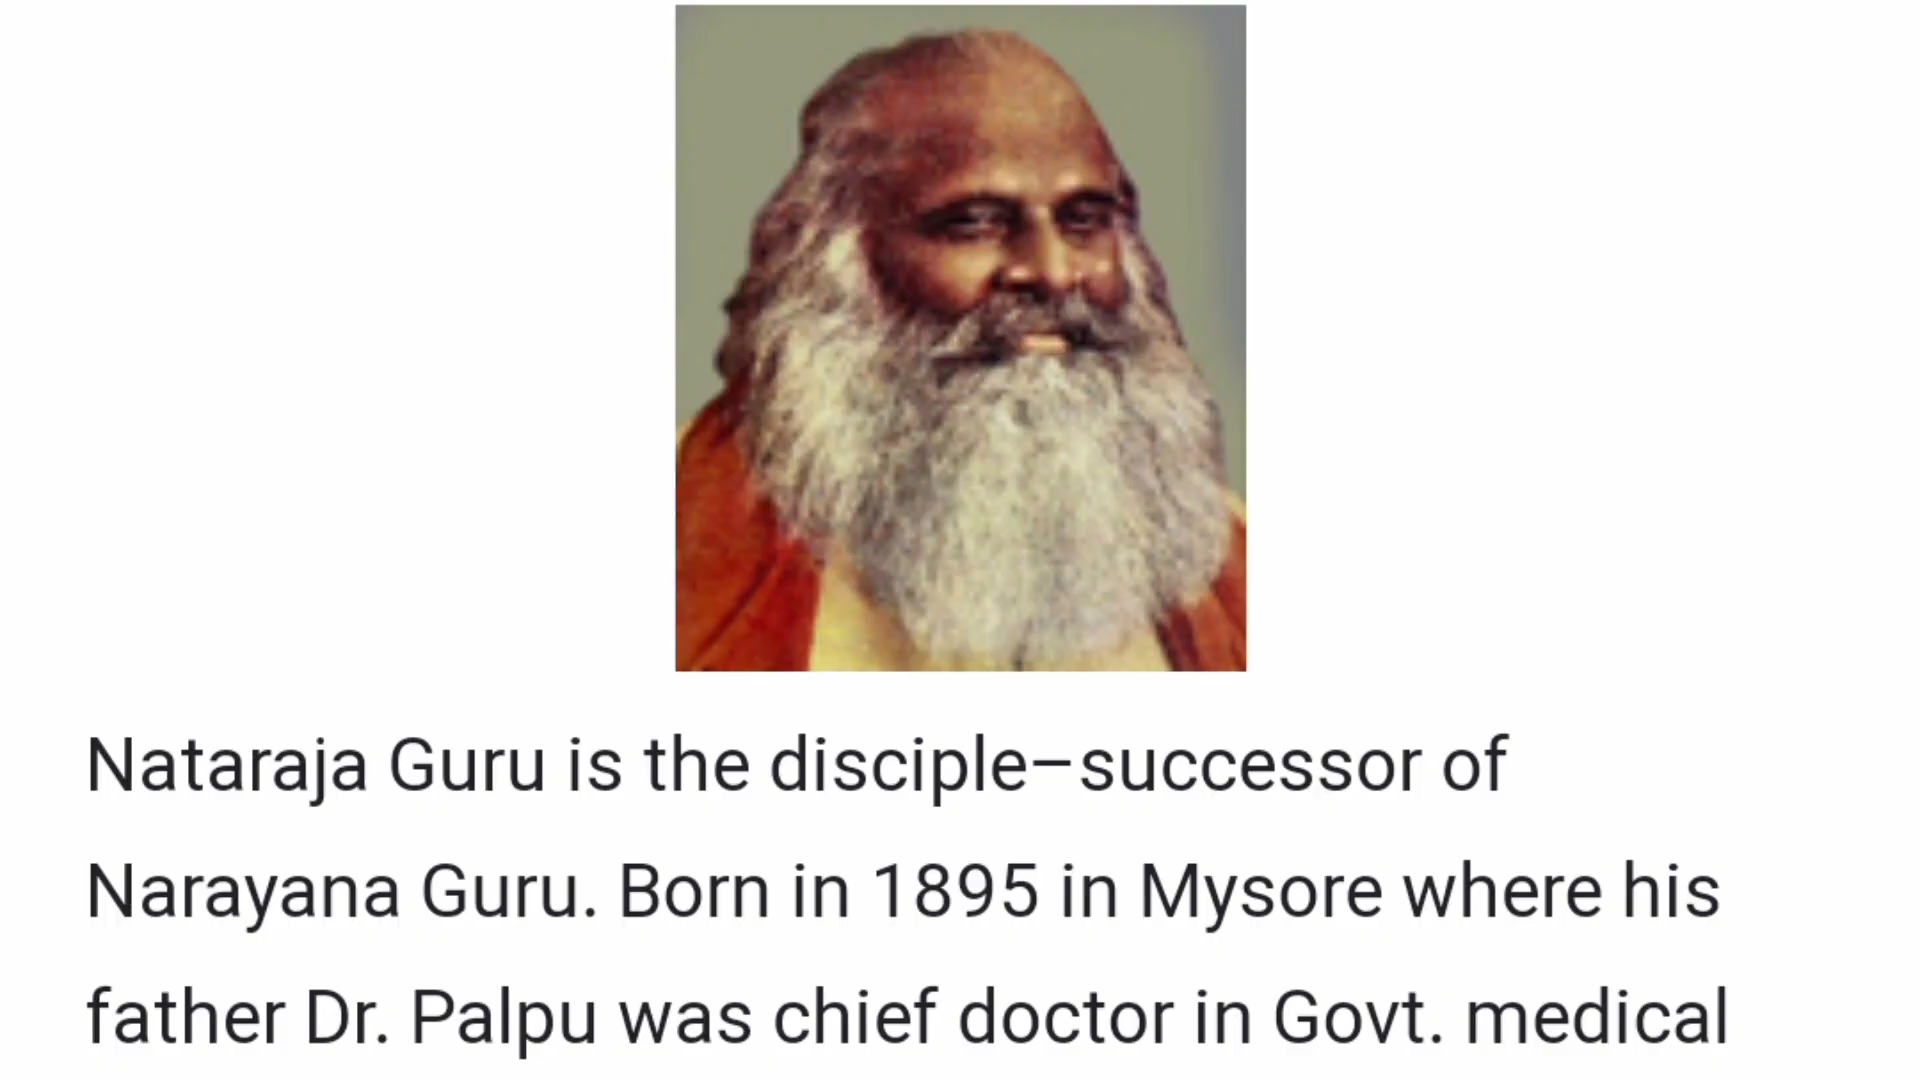 Nataraja Guru is the disciple–successor of
Narayana Guru. Born in 1895 in Mysore where his
father Dr. Palpu was chief doctor in Govt. medical